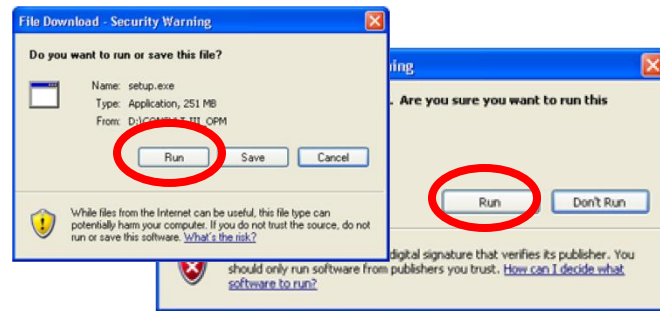 File Download - Security Warning
Do you want to run or save this file?
Name: setup.exe
Type: Application, 251 MB
From: D:\CONSULT-III_OPM
Run Save Cancel
While files from the Internet can be useful, this file type can
potentially harm your computer. If you do not trust the source, do not
run or save this software. What's the risk?
. Are you sure you want to run this
Run Don't Run
digital signature that verifies its publisher. You
should only run software from publishers you trust. How can I decide what
software to run?